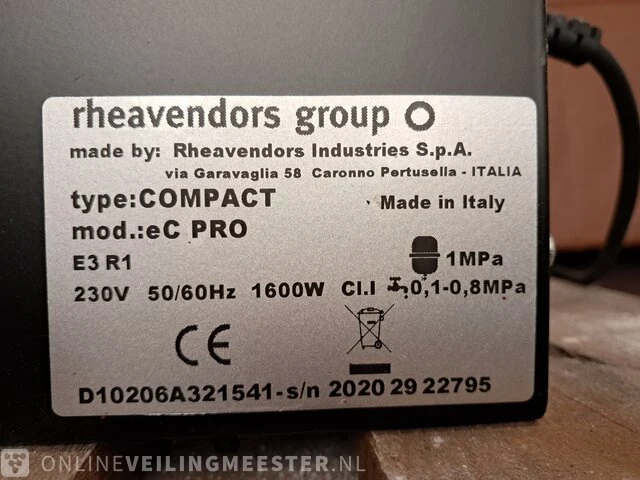 rheavendors group
made by: Rheavendors Industries S.p.A.
via Garavaglia 58 Caronno Pertusella - ITALIA
type:COMPACT Made in Italy
mod.:eC PRO
E3 R1 1MPa
230V 50/60Hz 1600W Cl.I 0,1-0,8MPa
CE
D10206A321541-s/n 2020 29 22795
ONLINEVEILINGMEESTER.NL